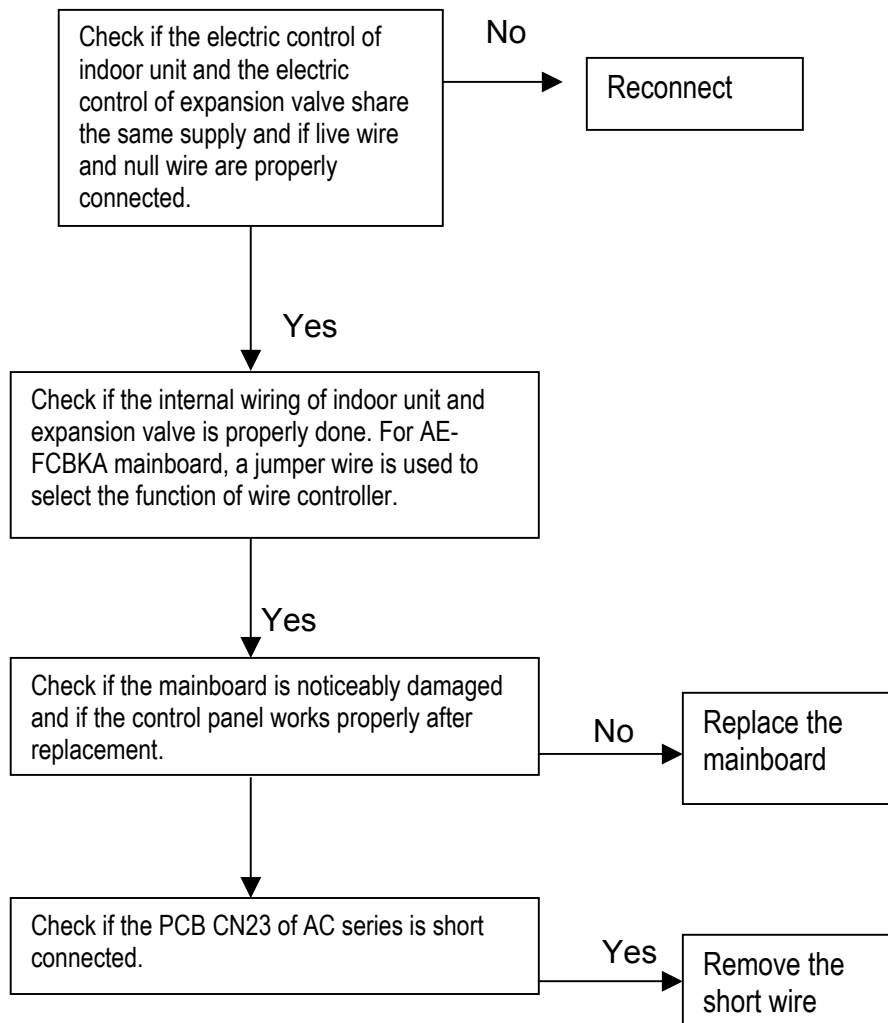 Check if the electric control of
indoor unit and the electric
control of expansion valve share
the same supply and if live wire
and null wire are properly
connected.
No
Reconnect
Yes
Check if the internal wiring of indoor unit and
expansion valve is properly done. For AE-
FCBKA mainboard, a jumper wire is used to
select the function of wire controller.
Yes
Check if the mainboard is noticeably damaged
and if the control panel works properly after
replacement.
No
Replace the
mainboard
Check if the PCB CN23 of AC series is short
connected.
Yes
Remove the
short wire